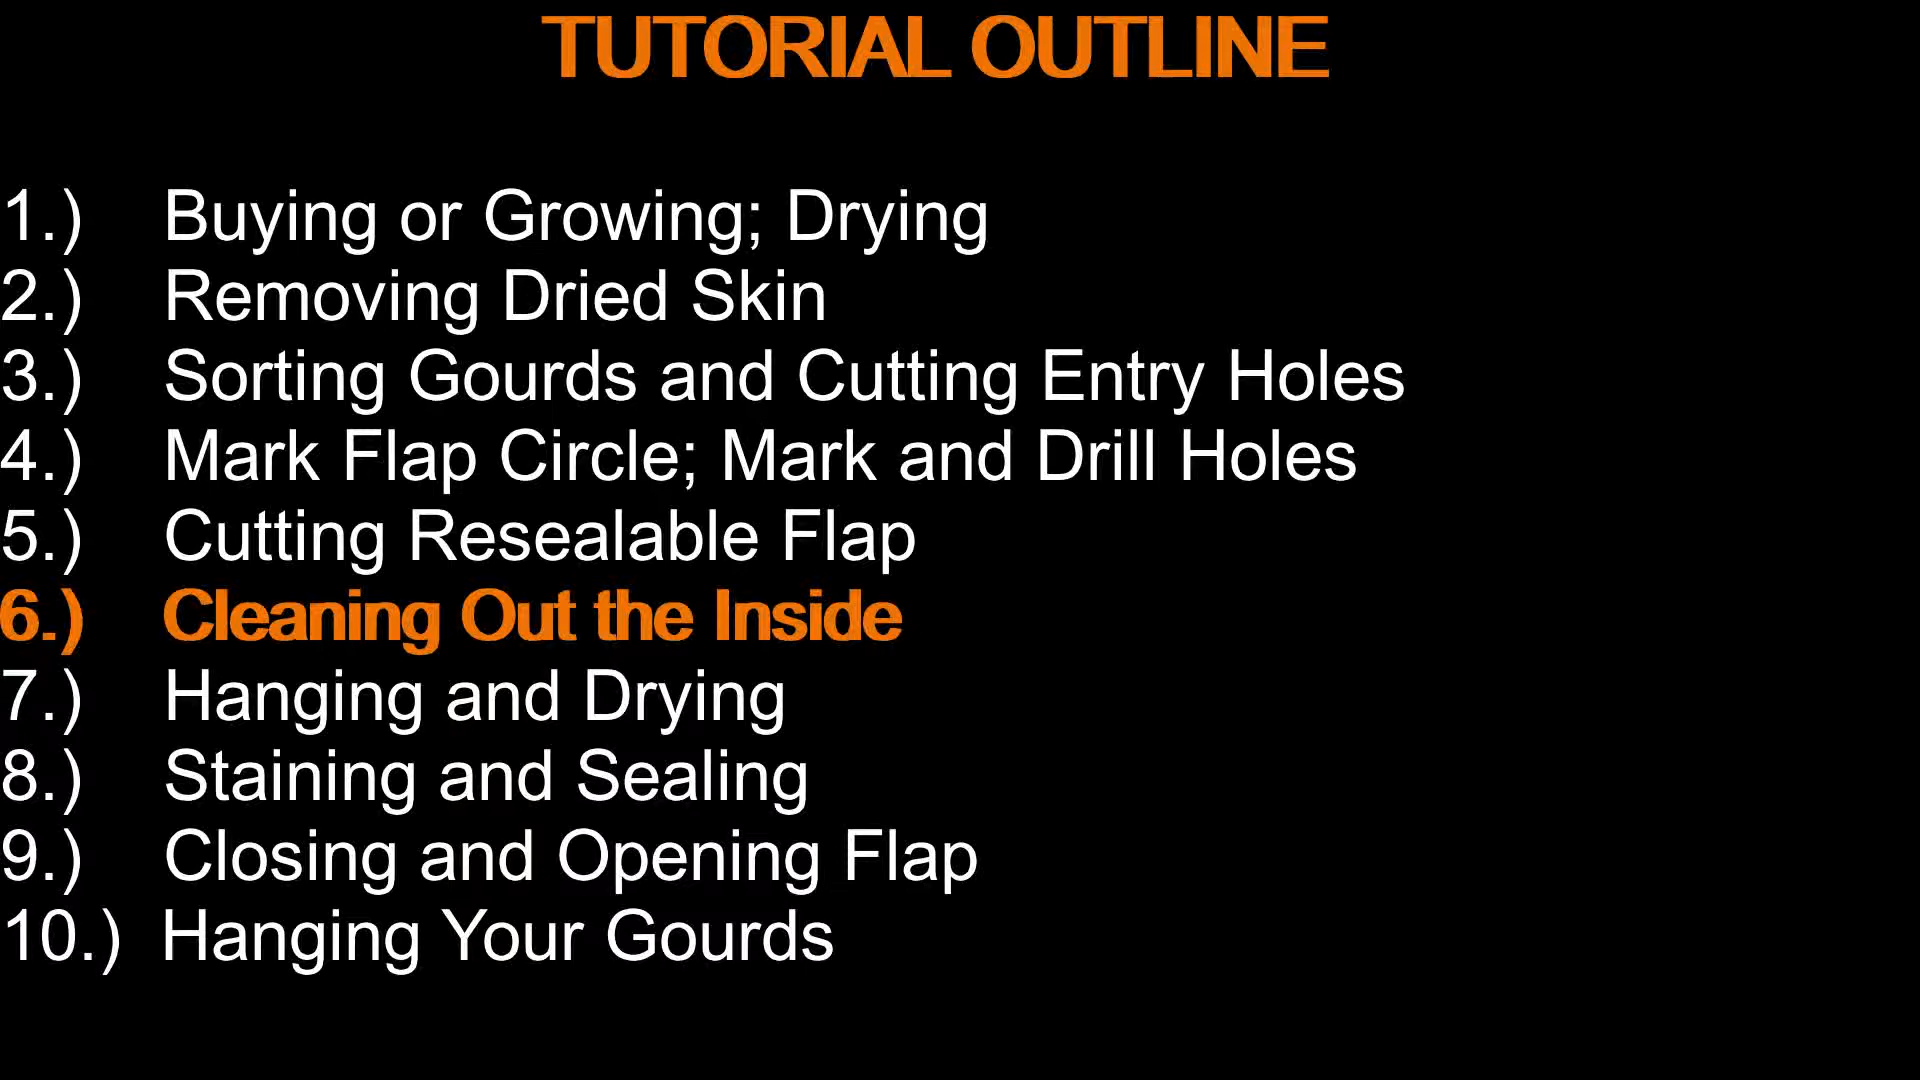 TUTORIAL OUTLINE
1.) Buying or Growing; Drying
2.) Removing Dried Skin
3.) Sorting Gourds and Cutting Entry Holes
4.) Mark Flap Circle; Mark and Drill Holes
5.) Cutting Resealable Flap
6.) Cleaning Out the Inside
7.) Hanging and Drying
8.) Staining and Sealing
9.) Closing and Opening Flap
10.) Hanging Your Gourds